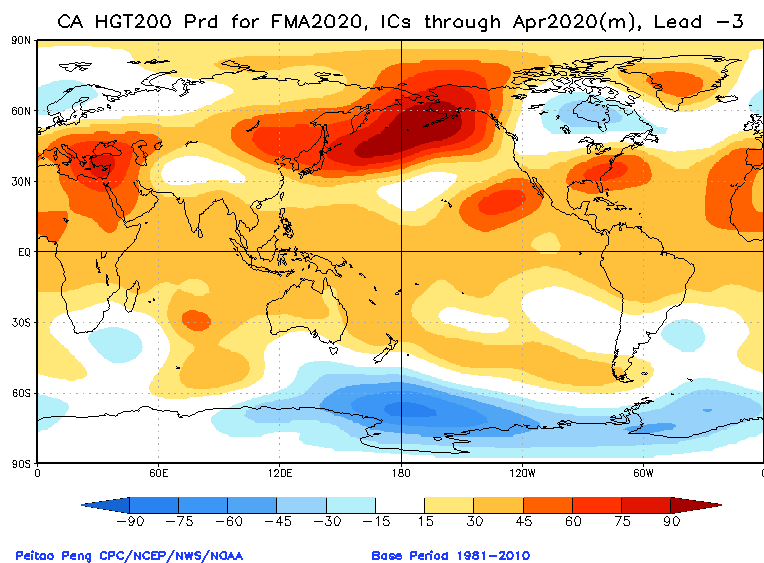 CA HGT200 Prd for FMA2020, ICs through Apr2020(m), Lead −3
90N
60N
30N
EQ
30S
60S
90S
0 60E 120E 180 120W 60W 0
−90 −75 −60 −45 −30 −15 15 30 45 60 75 90
Peitao Peng CPC/NCEP/NWS/NOAA Base Period 1981−2010